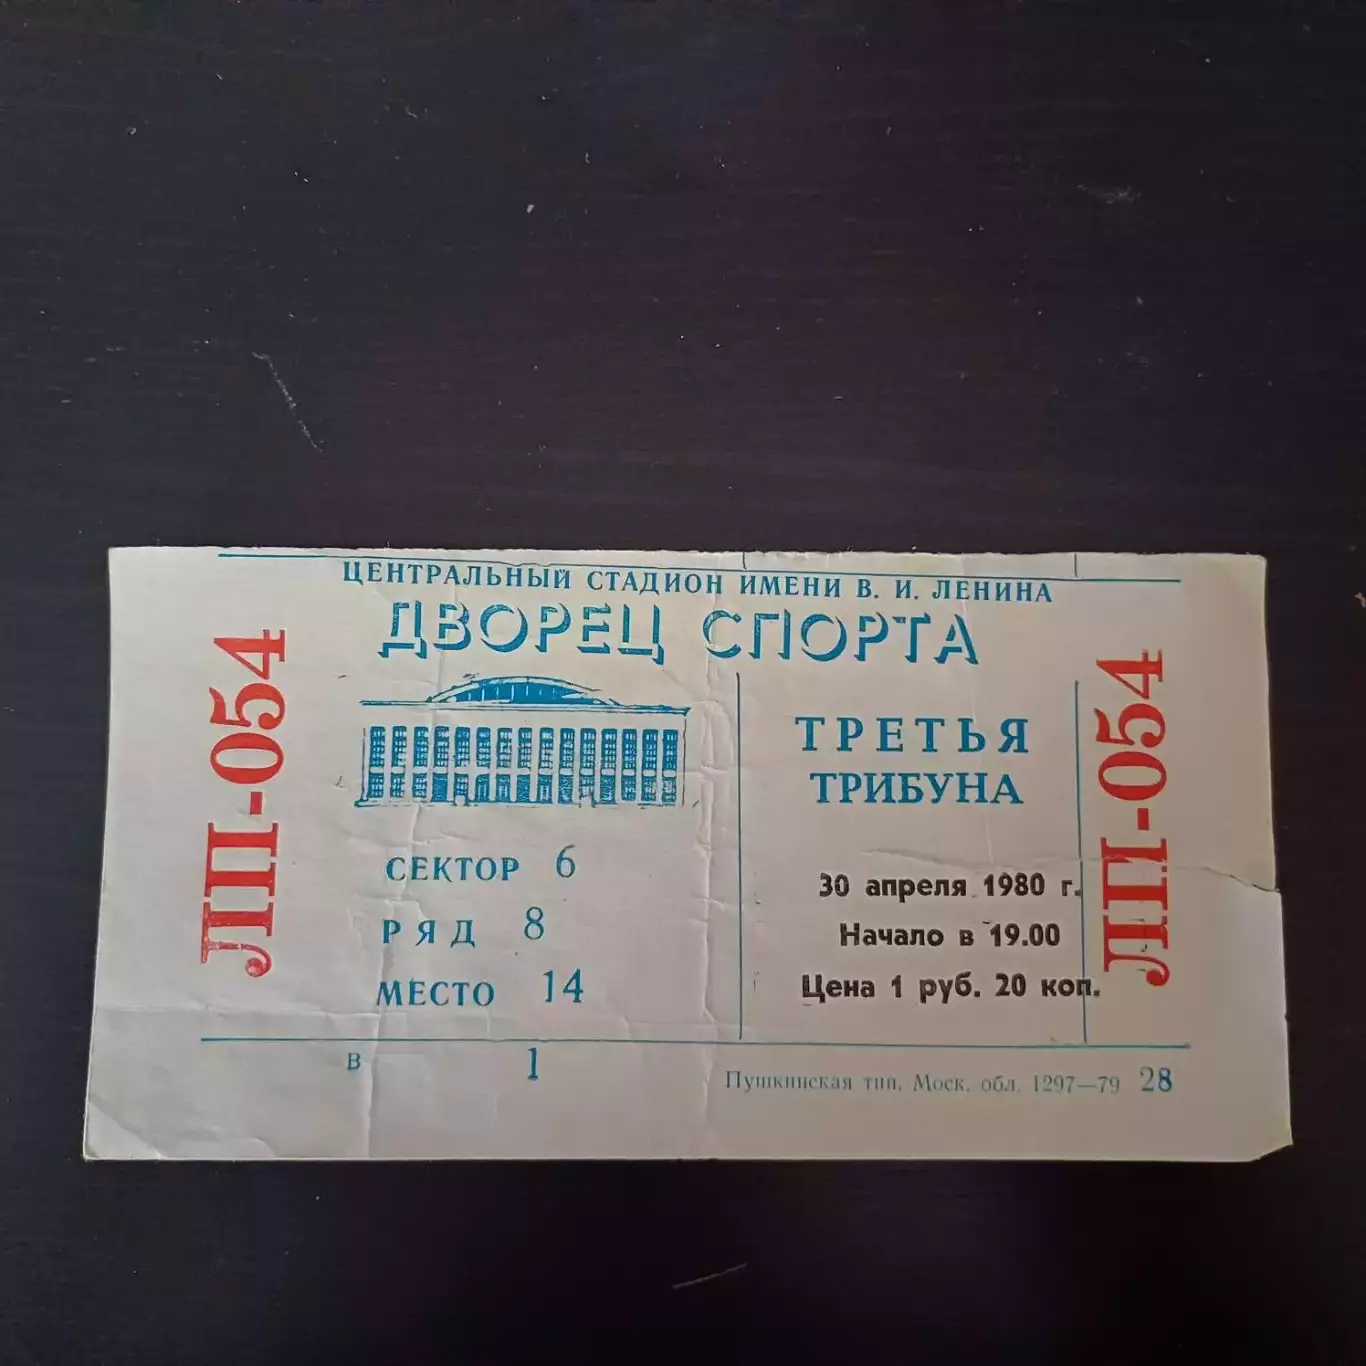 ЦЕНТРАЛЬНЫЙ СТАДИОН ИМЕНИ В. И. ЛЕНИНА
ДВОРЕЦ СПОРТА
ЛП-054
СЕКТОР 6
РЯД 8
МЕСТО 14
ТРЕТЬЯ
ТРИБУНА
30 апреля 1980 г.
Начало в 19.00
Цена 1 руб. 20 коп.
ЛП-054
В 1
Пушкинская тип. Моск. обл. 1297—79 28